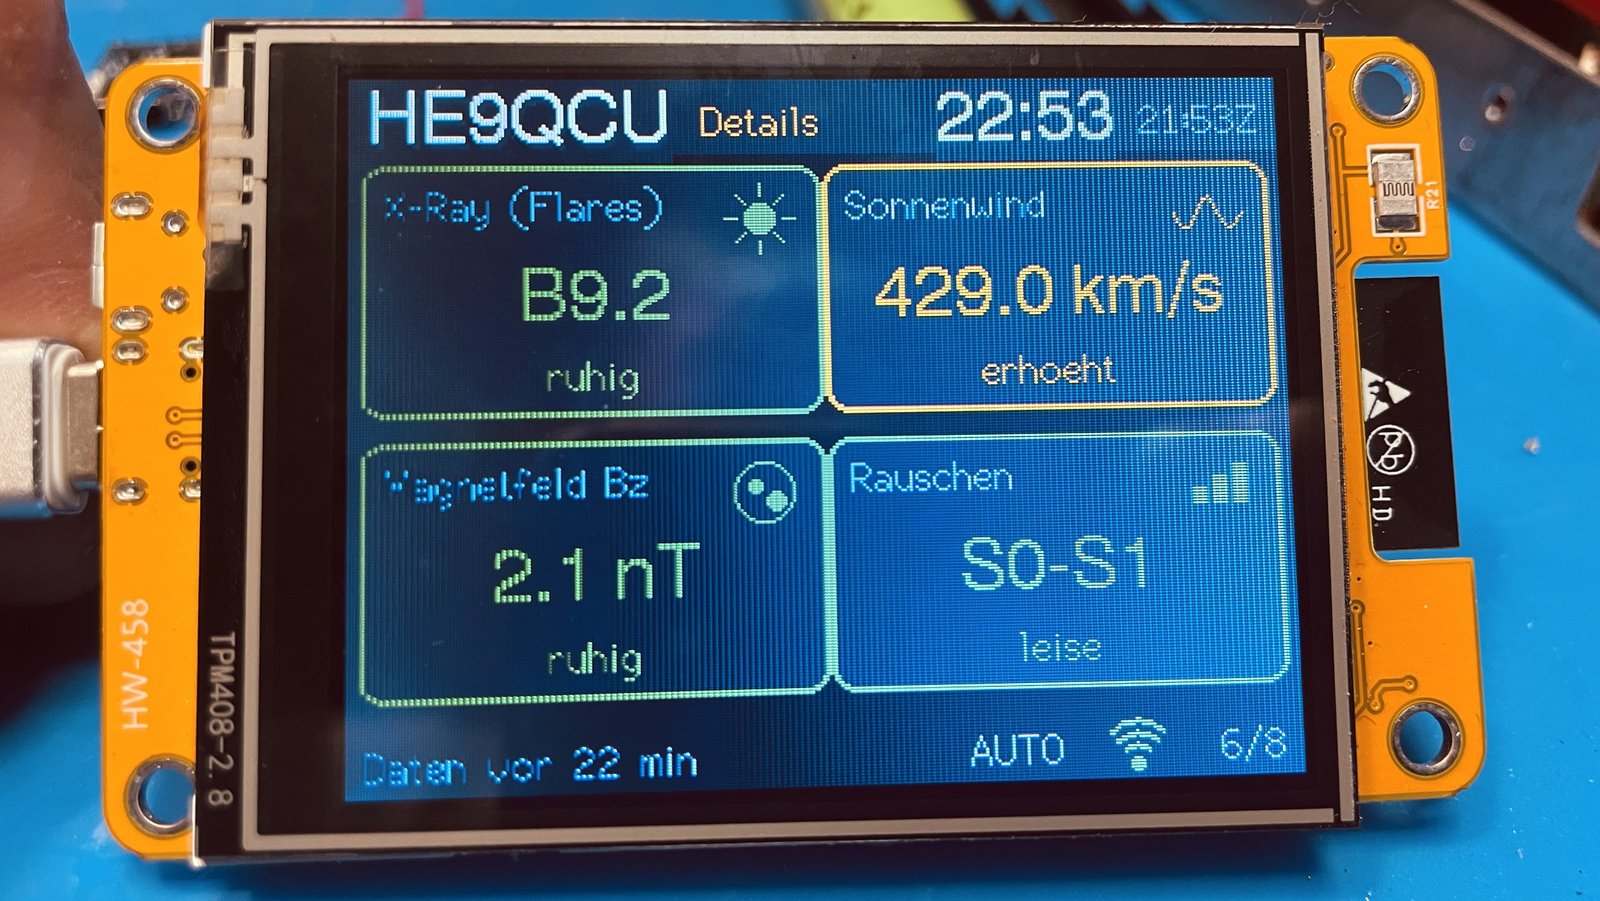 HE9QCU Details 22:53 21:53Z
X-Ray (Flares)
B9.2
ruhig
Sonnenwind
429.0 km/s
erhoeht
Magnetfeld Bz
2.1 nT
ruhig
Rauschen
S0-S1
leise
Daten vor 22 min
AUTO 6/8
HW-458
TPM408-2.8
R21
Pb
HD